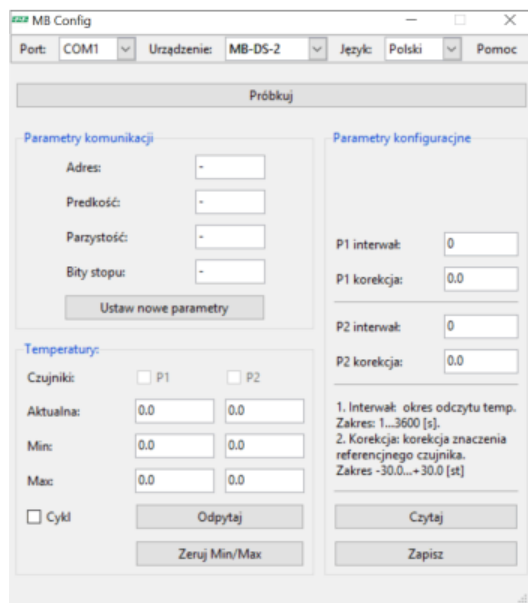 MB Config
Port: COM1 Urządzenie: MB-DS-2 Język: Polski Pomoc
Próbkuj
Parametry komunikacji
Adres: -
Predkość: -
Parzystość: -
Bity stopu: -
Ustaw nowe parametry
Temperatury:
Czujniki: P1 P2
Aktualna: 0.0 0.0
Min: 0.0 0.0
Max: 0.0 0.0
Cykl Odpytaj
Zeruj Min/Max
Parametry konfiguracjne
P1 interwał: 0
P1 korekcja: 0.0
P2 interwał: 0
P2 korekcja: 0.0
1. Interwał: okres odczytu temp.
Zakres: 1...3600 [s].
2. Korekcja: korekcja znaczenia
referencjnego czujnika.
Zakres -30.0...+30.0 [st]
Czytaj
Zapisz